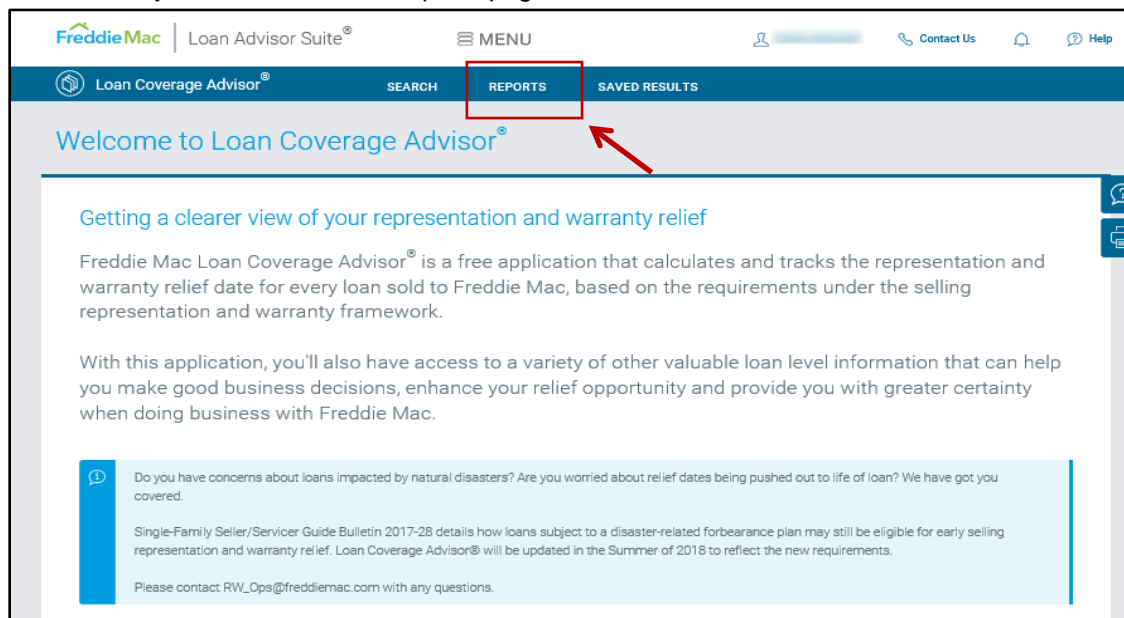 Freddie Mac Loan Advisor Suite® MENU Contact Us Help
Loan Coverage Advisor® SEARCH REPORTS SAVED RESULTS
Welcome to Loan Coverage Advisor®
Getting a clearer view of your representation and warranty relief
Freddie Mac Loan Coverage Advisor® is a free application that calculates and tracks the representation and
warranty relief date for every loan sold to Freddie Mac, based on the requirements under the selling
representation and warranty framework.
With this application, you'll also have access to a variety of other valuable loan level information that can help
you make good business decisions, enhance your relief opportunity and provide you with greater certainty
when doing business with Freddie Mac.
Do you have concerns about loans impacted by natural disasters? Are you worried about relief dates being pushed out to life of loan? We have got you
covered.
Single-Family Seller/Servicer Guide Bulletin 2017-28 details how loans subject to a disaster-related forbearance plan may still be eligible for early selling
representation and warranty relief. Loan Coverage Advisor® will be updated in the Summer of 2018 to reflect the new requirements.
Please contact RW_Ops@freddiemac.com with any questions.